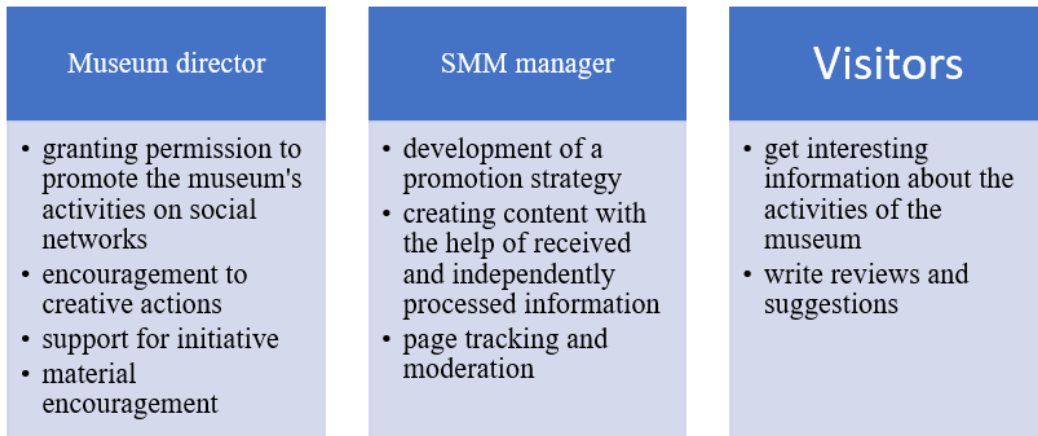 Museum director
• granting permission to
promote the museum's
activities on social
networks
• encouragement to
creative actions
• support for initiative
• material
encouragement
SMM manager
• development of a
promotion strategy
• creating content with
the help of received
and independently
processed information
• page tracking and
moderation
Visitors
• get interesting
information about the
activities of the
museum
• write reviews and
suggestions